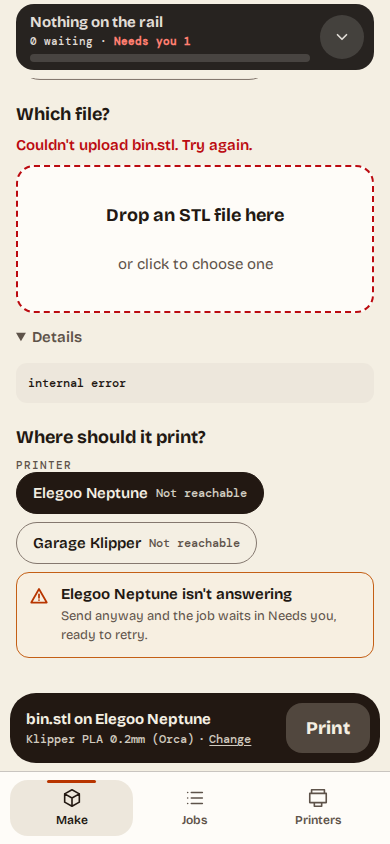 Nothing on the rail
0 waiting · Needs you 1
Which file?
Couldn't upload bin.stl. Try again.
Drop an STL file here
or click to choose one
▼ Details
internal error
Where should it print?
PRINTER
Elegoo Neptune Not reachable
Garage Klipper Not reachable
Elegoo Neptune isn't answering
Send anyway and the job waits in Needs you,
ready to retry.
bin.stl on Elegoo Neptune
Klipper PLA 0.2mm (Orca) · Change
Print
Make
Jobs
Printers